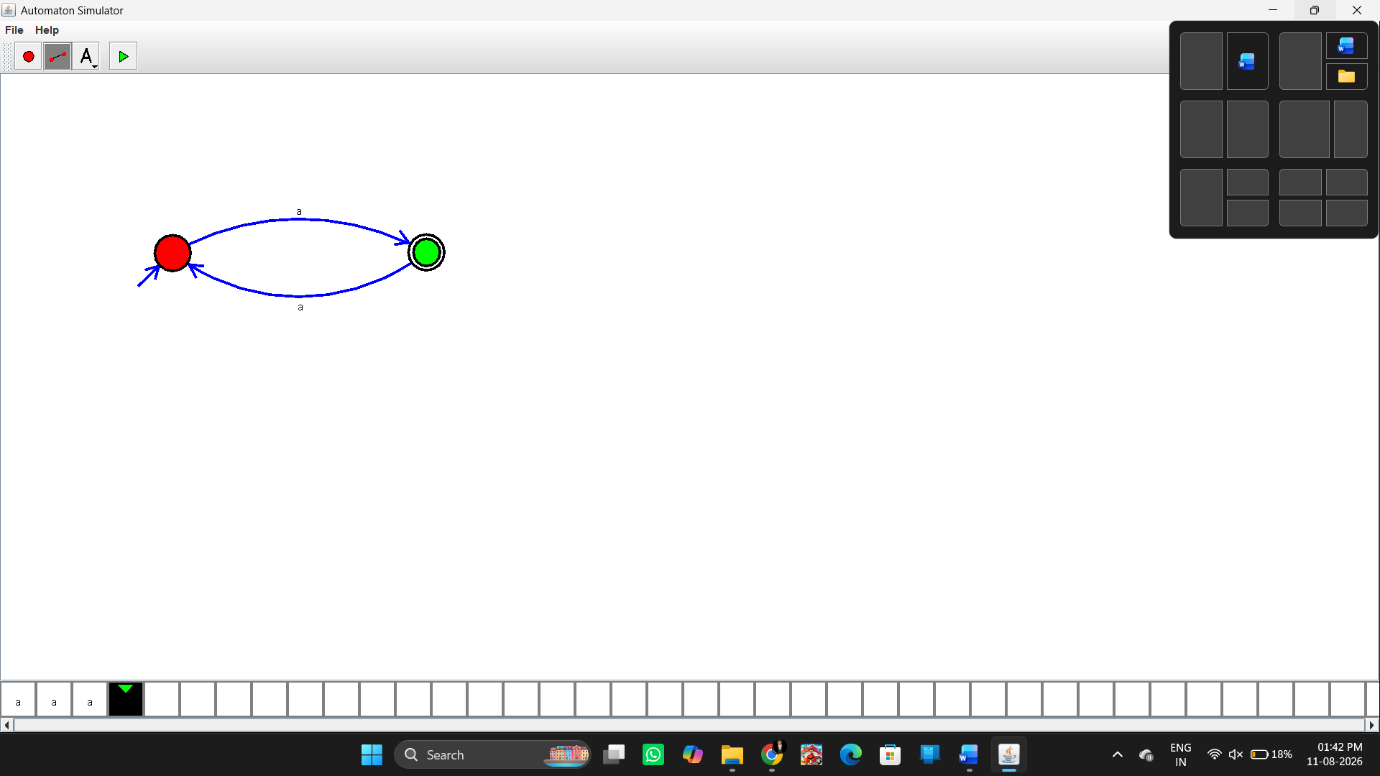 Automaton Simulator
File Help
A
a
a
a a a
Search
18%
ENG
IN
01:42 PM
11-08-2026